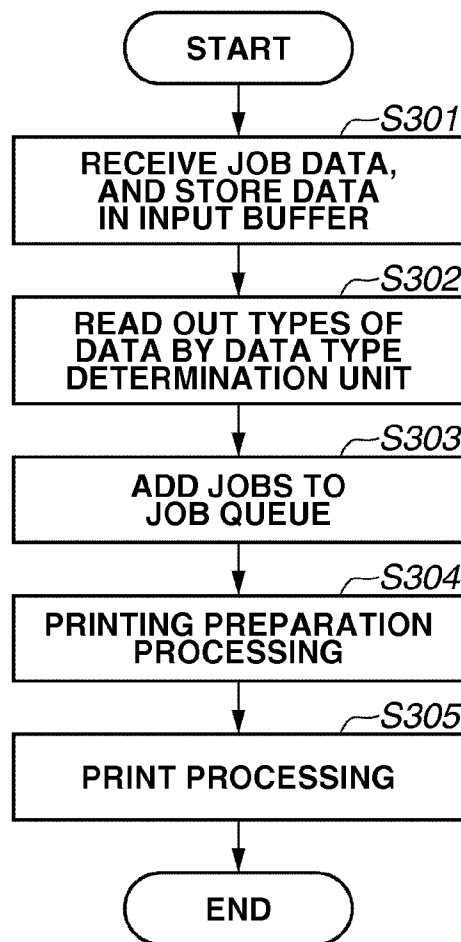 START
S301
RECEIVE JOB DATA,
AND STORE DATA
IN INPUT BUFFER
S302
READ OUT TYPES OF
DATA BY DATA TYPE
DETERMINATION UNIT
S303
ADD JOBS TO
JOB QUEUE
S304
PRINTING PREPARATION
PROCESSING
S305
PRINT PROCESSING
END